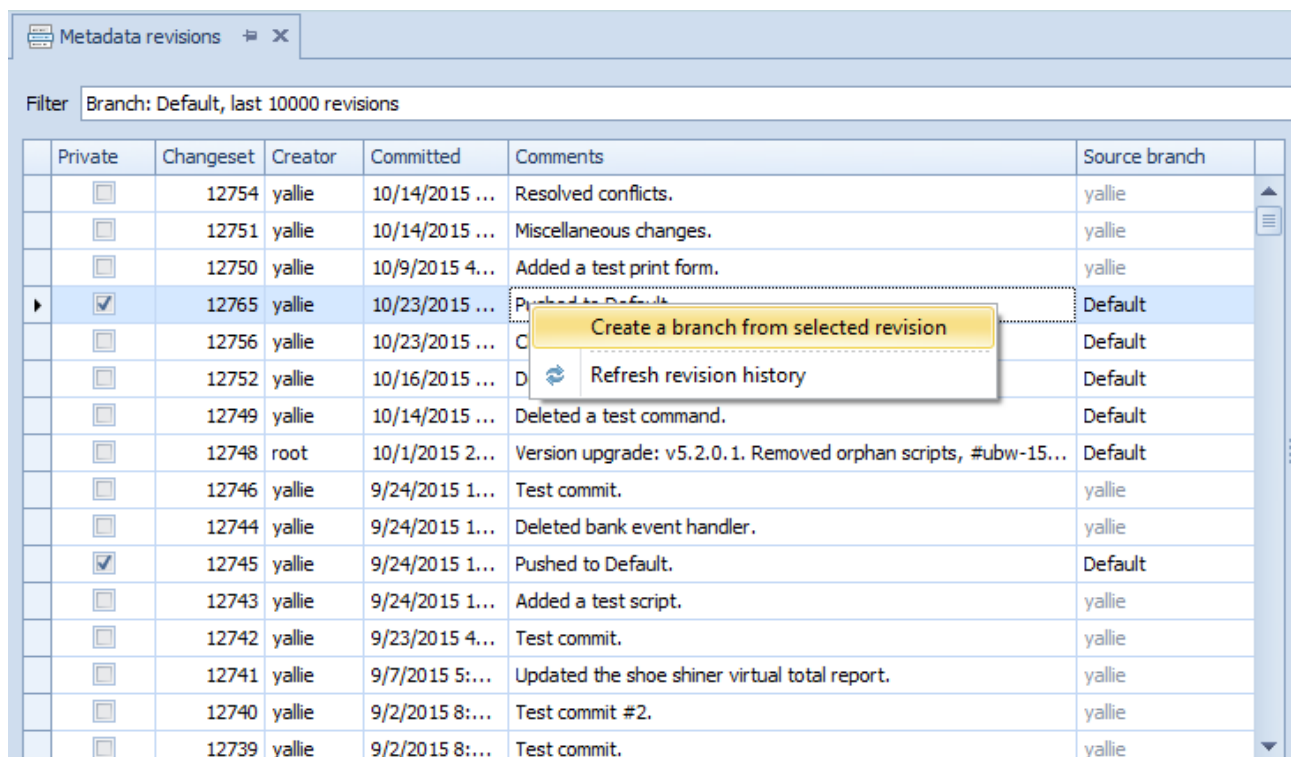 Metadata revisions
Filter Branch: Default, last 10000 revisions
Private Changeset Creator Committed Comments Source branch
12754 yallie 10/14/2015 ... Resolved conflicts. yallie
12751 yallie 10/14/2015 ... Miscellaneous changes. yallie
12750 yallie 10/9/2015 4... Added a test print form. yallie
12765 yallie 10/23/2015 ... Pushed to Default. Default
Create a branch from selected revision
12756 yallie 10/23/2015 ... C Default
12752 yallie 10/16/2015 ... D Default
Refresh revision history
12749 yallie 10/14/2015 ... Deleted a test command. Default
12748 root 10/1/2015 2... Version upgrade: v5.2.0.1. Removed orphan scripts, #ubw-15... Default
12746 yallie 9/24/2015 1... Test commit. yallie
12744 yallie 9/24/2015 1... Deleted bank event handler. yallie
12745 yallie 9/24/2015 1... Pushed to Default. Default
12743 yallie 9/24/2015 1... Added a test script. yallie
12742 yallie 9/23/2015 4... Test commit. yallie
12741 yallie 9/7/2015 5:... Updated the shoe shiner virtual total report. yallie
12740 yallie 9/2/2015 8:... Test commit #2. yallie
12739 yallie 9/2/2015 8:... Test commit. yallie